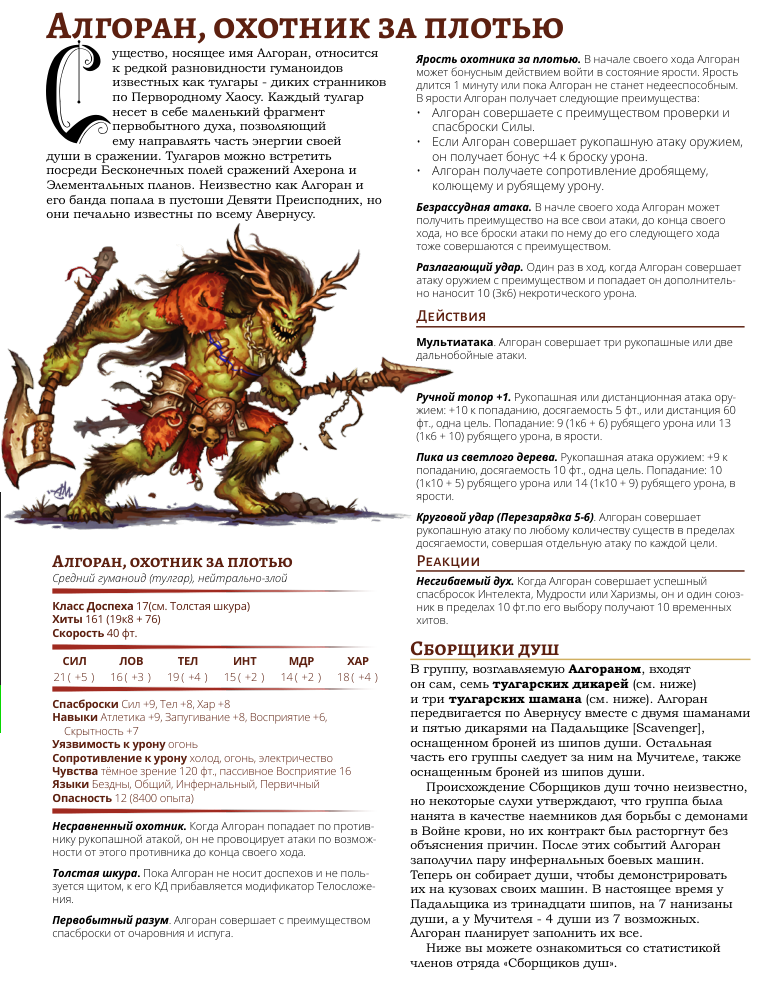 Алгоран, охотник за плотью
Существо, носящее имя Алгоран, относится
к редкой разновидности гуманоидов
известных как тулгары - диких странников
по Первородному Хаосу. Каждый тулгар
несет в себе маленький фрагмент
первобытного духа, позволяющий
ему направлять часть энергии своей
души в сражении. Тулгаров можно встретить
посреди Бесконечных полей сражений Ахерона и
Элементальных планов. Неизвестно как Алгоран и
его банда попала в пустоши Девяти Преисподних, но
они печально известны по всему Авернусу.
Алгоран, охотник за плотью
Средний гуманоид (тулгар), нейтрально-злой
Класс Доспеха 17(см. Толстая шкура)
Хиты 161 (19к8 + 76)
Скорость 40 фт.
СИЛ ЛОВ ТЕЛ ИНТ МДР ХАР
21( +5 ) 16( +3 ) 19( +4 ) 15( +2 ) 14( +2 ) 18( +4 )
Спасброски Сил +9, Тел +8, Хар +8
Навыки Атлетика +9, Запугивание +8, Восприятие +6,
Скрытность +7
Уязвимость к урону огонь
Сопротивление к урону холод, огонь, электричество
Чувства тёмное зрение 120 фт., пассивное Восприятие 16
Языки Бездны, Общий, Инфернальный, Первичный
Опасность 12 (8400 опыта)
Несравненный охотник. Когда Алгоран попадает по против-
нику рукопашной атакой, он не провоцирует атаки по возмож-
ности от этого противника до конца своего хода.
Толстая шкура. Пока Алгоран не носит доспехов и не поль-
зуется щитом, к его КД прибавляется модификатор Телосложе-
ния.
Первобытный разум. Алгоран совершает с преимуществом
спасброски от очаровния и испуга.
Ярость охотника за плотью. В начале своего хода Алгоран
может бонусным действием войти в состояние ярости. Ярость
длится 1 минуту или пока Алгоран не станет недееспособным.
В ярости Алгоран получает следующие преимущества:
• Алгоран совершаете с преимуществом проверки и
спасброски Силы.
• Если Алгоран совершает рукопашную атаку оружием,
он получает бонус +4 к броску урона.
• Алгоран получаете сопротивление дробящему,
колющему и рубящему урону.
Безрассудная атака. В начле своего хода Алгоран может
получить преимущество на все свои атаки, до конца своего
хода, но все броски атаки по нему до его следующего хода
тоже совершаются с преимуществом.
Разлагающий удар. Один раз в ход, когда Алгоран совершает
атаку оружием с преимуществом и попадает он дополнитель-
но наносит 10 (3к6) некротического урона.
Действия
Мультиатака. Алгоран совершает три рукопашные или две
дальнобойные атаки.
Ручной топор +1. Рукопашная или дистанционная атака ору-
жием: +10 к попаданию, досягаемость 5 фт., или дистанция 60
фт., одна цель. Попадание: 9 (1к6 + 6) рубящего урона или 13
(1к6 + 10) рубящего урона, в ярости.
Пика из светлого дерева. Рукопашная атака оружием: +9 к
попаданию, досягаемость 10 фт., одна цель. Попадание: 10
(1к10 + 5) рубящего урона или 14 (1к10 + 9) рубящего урона, в
ярости.
Круговой удар (Перезарядка 5-6). Алгоран совершает
рукопашную атаку по любому количеству существ в пределах
досягаемости, совершая отдельную атаку по каждой цели.
Реакции
Несгибаемый дух. Когда Алгоран совершает успешный
спасбросок Интелекта, Мудрости или Харизмы, он и один союз-
ник в пределах 10 фт.по его выбору получают 10 временных
хитов.
Сборщики душ
В группу, возглавляемую Алгораном, входят
он сам, семь тулгарских дикарей (см. ниже)
и три тулгарских шамана (см. ниже). Алгоран
передвигается по Авернусу вместе с двумя шаманами
и пятью дикарями на Падальщике [Scavenger],
оснащенном броней из шипов души. Остальная
часть его группы следует за ним на Мучителе, также
оснащенным броней из шипов души.
Происхождение Сборщиков душ точно неизвестно,
но некоторые слухи утверждают, что группа была
нанята в качестве наемников для борьбы с демонами
в Войне крови, но их контракт был расторгнут без
объяснения причин. После этих событий Алгоран
заполучил пару инфернальных боевых машин.
Теперь он собирает души, чтобы демонстрировать
их на кузовах своих машин. В настоящее время у
Падальщика из тринадцати шипов, на 7 нанизаны
души, а у Мучителя - 4 души из 7 возможных.
Алгоран планирует заполнить их все.
Ниже вы можете ознакомиться со статистикой
членов отряда «Сборщиков душ».